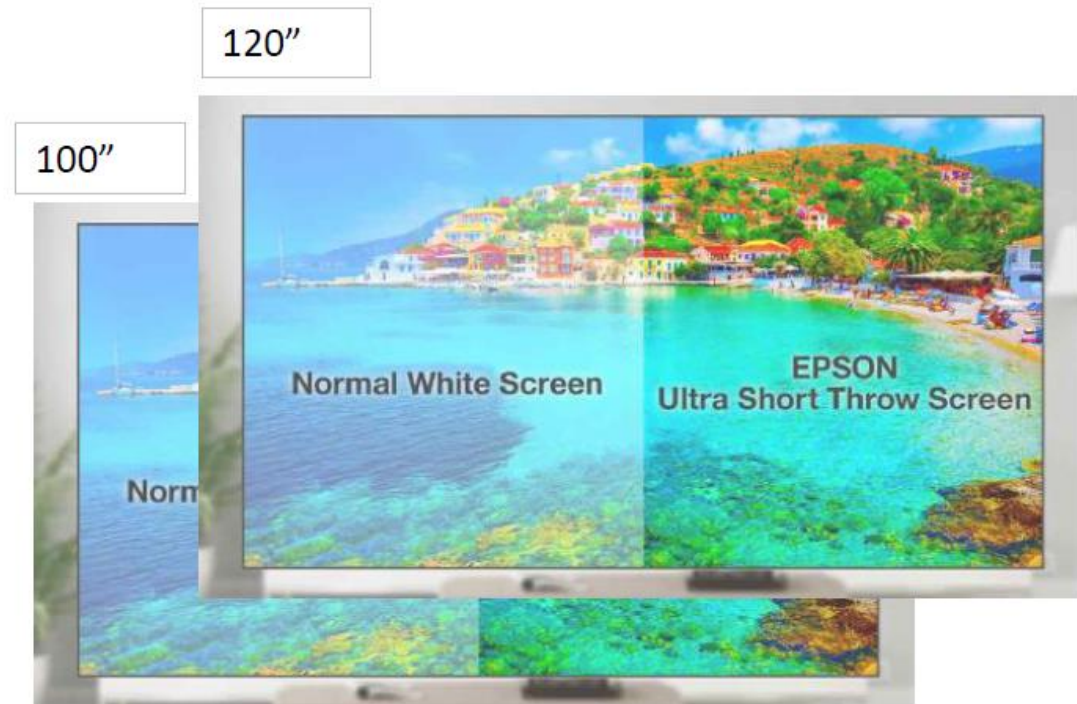 120”
100”
Normal White Screen
EPSON
Ultra Short Throw Screen
Norm